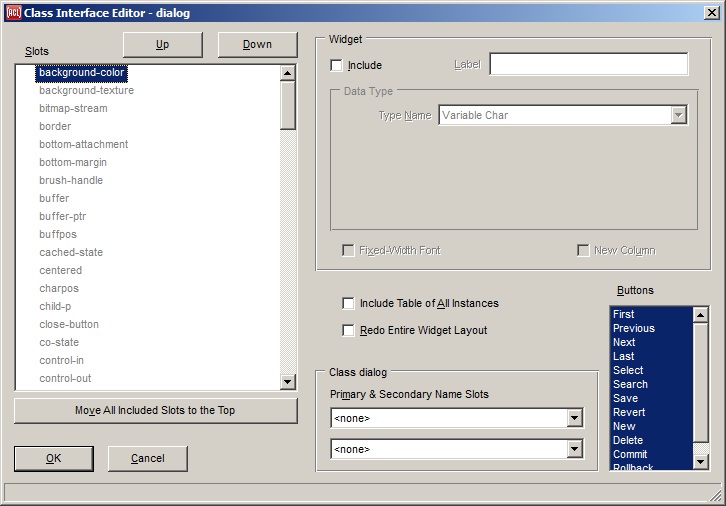 ACL Class Interface Editor - dialog
Slots
Up
Down
background-color
background-texture
bitmap-stream
border
bottom-attachment
bottom-margin
brush-handle
buffer
buffer-ptr
buffpos
cached-state
centered
charpos
child-p
close-button
co-state
control-in
control-out
Move All Included Slots to the Top
OK
Cancel
Widget
Include
Label
Data Type
Type Name
Variable Char
Fixed-Width Font
New Column
Include Table of All Instances
Redo Entire Widget Layout
Class dialog
Primary & Secondary Name Slots
<none>
<none>
Buttons
First
Previous
Next
Last
Select
Search
Save
Revert
New
Delete
Commit
Rollback